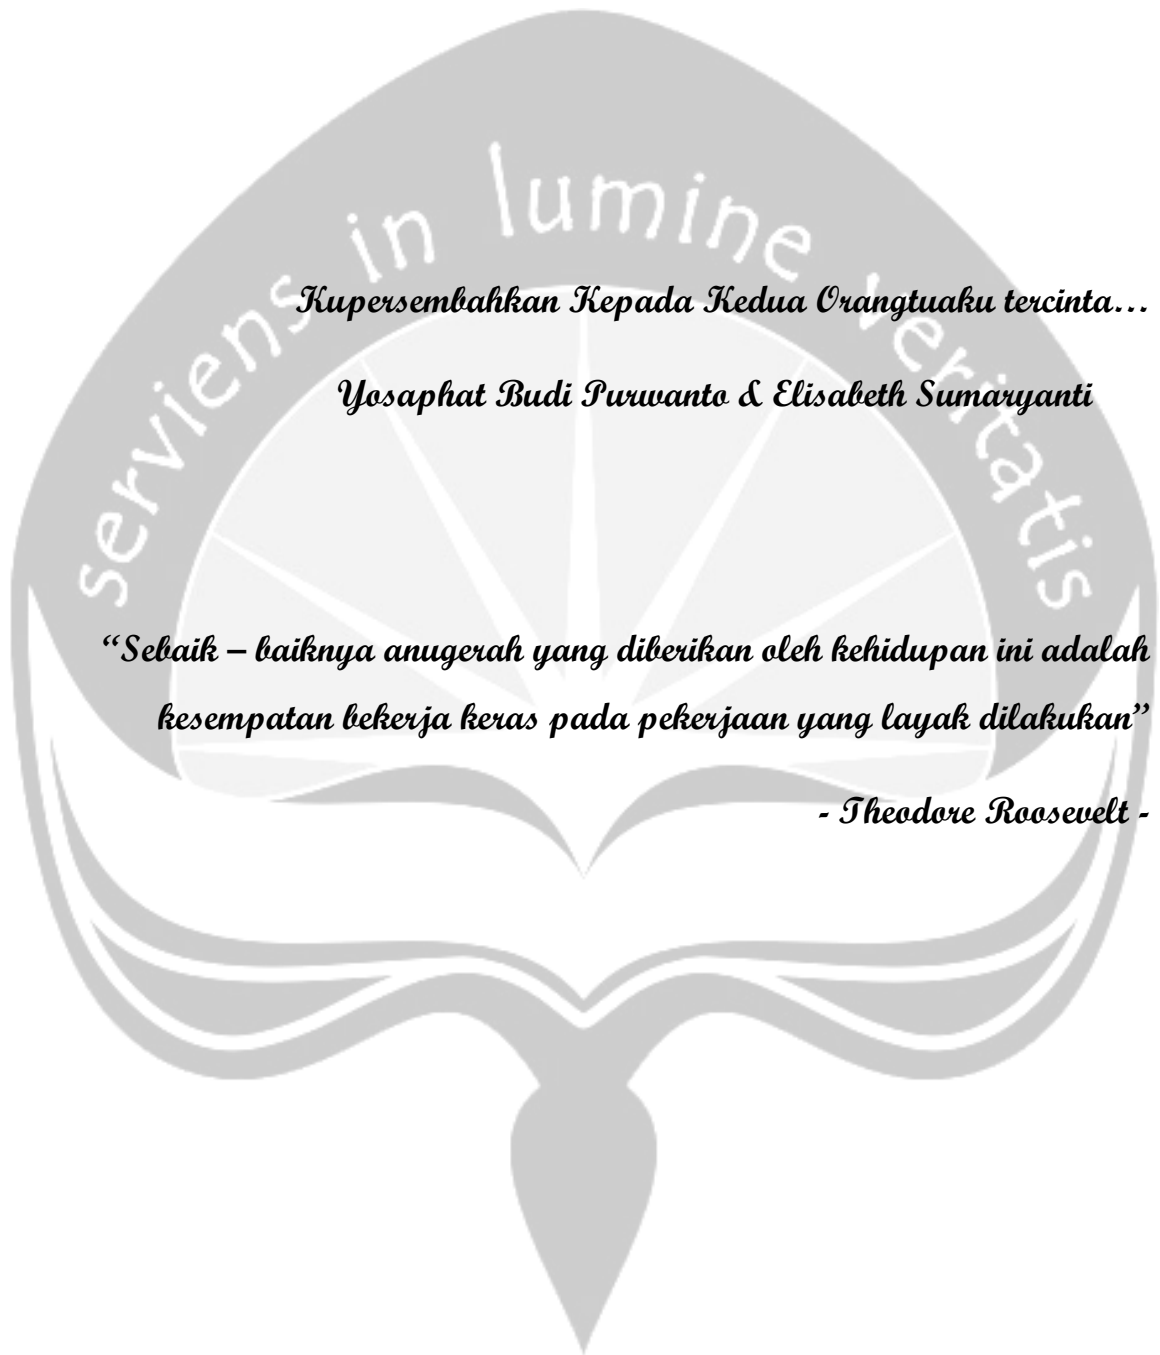 serviens in lumine veritatis
Kupersembahkan Kepada Kedua Orangtuaku tercinta…
Yosaphat Budi Purwanto & Elisabeth Sumaryanti
“Sebaik – baiknya anugerah yang diberikan oleh kehidupan ini adalah
kesempatan bekerja keras pada pekerjaan yang layak dilakukan”
- Theodore Roosevelt -